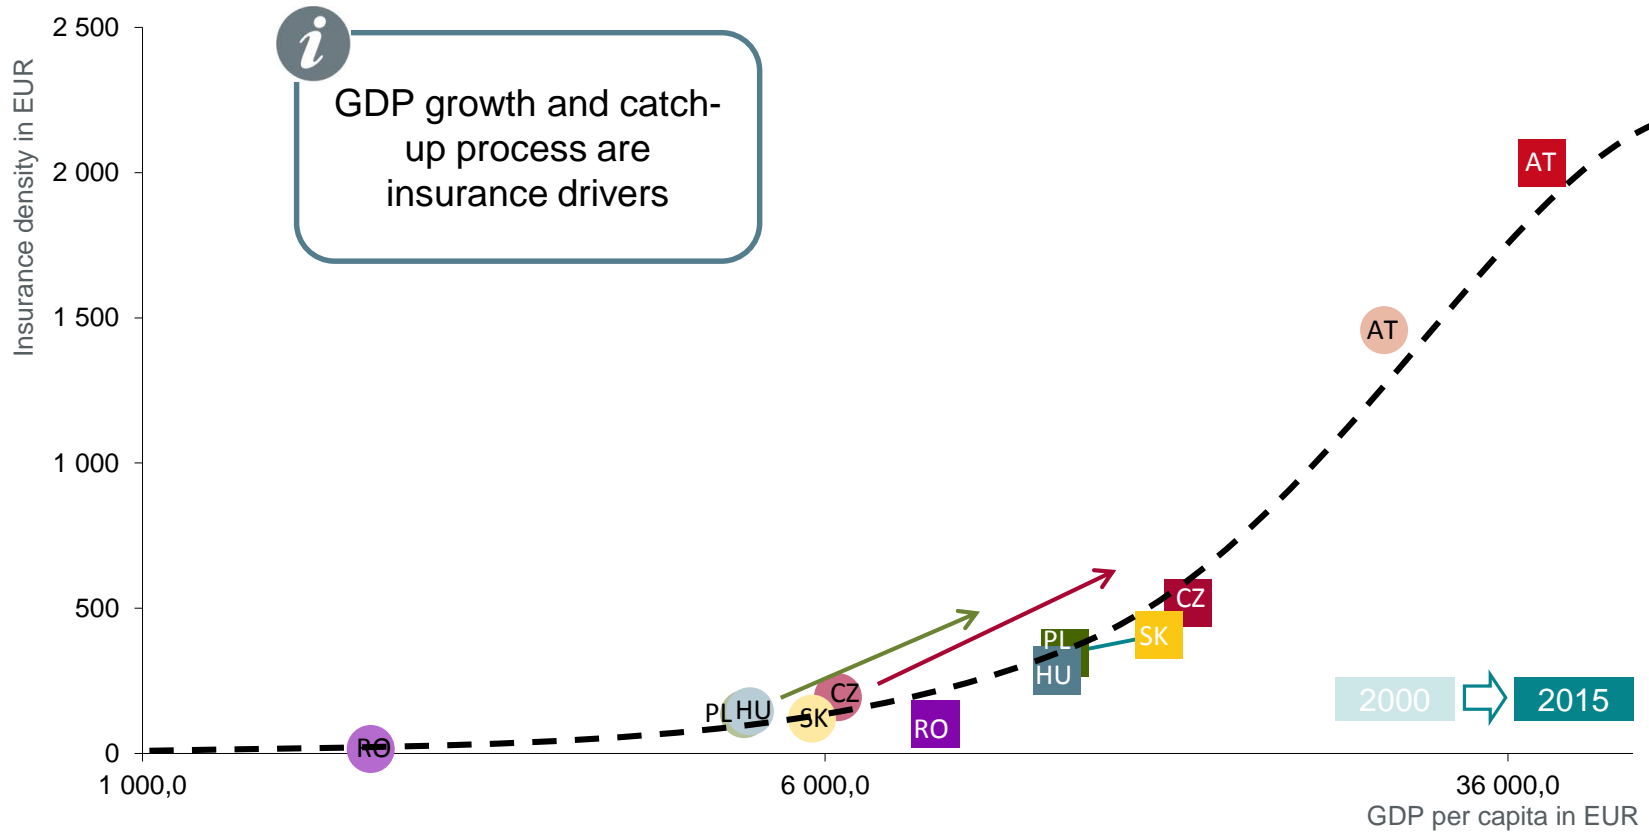 2 500
2 000
1 500
1 000
500
0
Insurance density in EUR
i
GDP growth and catch-
up process are
insurance drivers
AT
AT
CZ
SK
PL
HU
RO
CZ
SK
PL
HU
RO
2000
2015
1 000,0
6 000,0
36 000,0
GDP per capita in EUR